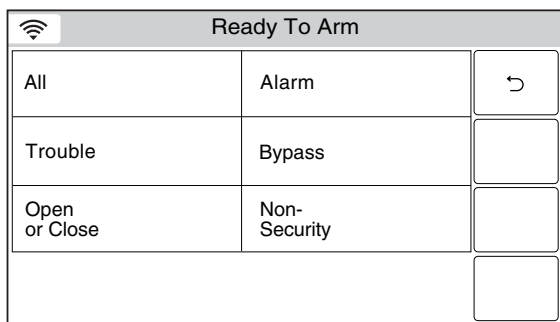 Ready To Arm
All
Alarm
Trouble
Bypass
Open
or Close
Non-
Security